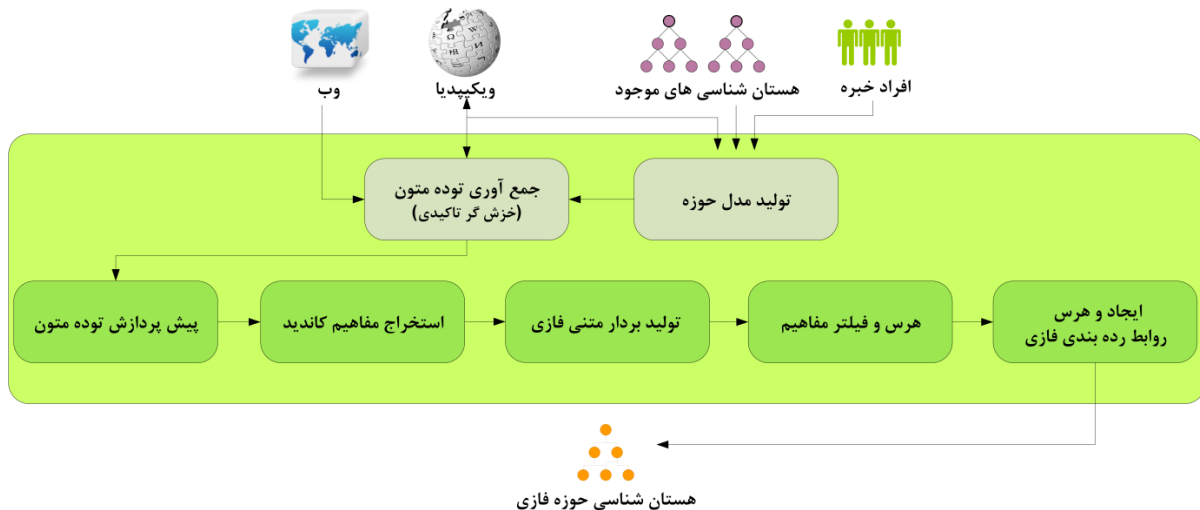 افراد خبره
هستان شناسی های موجود
ویکیپدیا
وب
تولید مدل حوزه
جمع آوری توده متون
(خزش گر تاکیدی)
پیش پردازش توده متون
استخراج مفاهیم کاندید
تولید بردار متنی فازی
هرس و فیلتر مفاهیم
ایجاد و هرس
روابط رده بندی فازی
هستان شناسی حوزه فازی